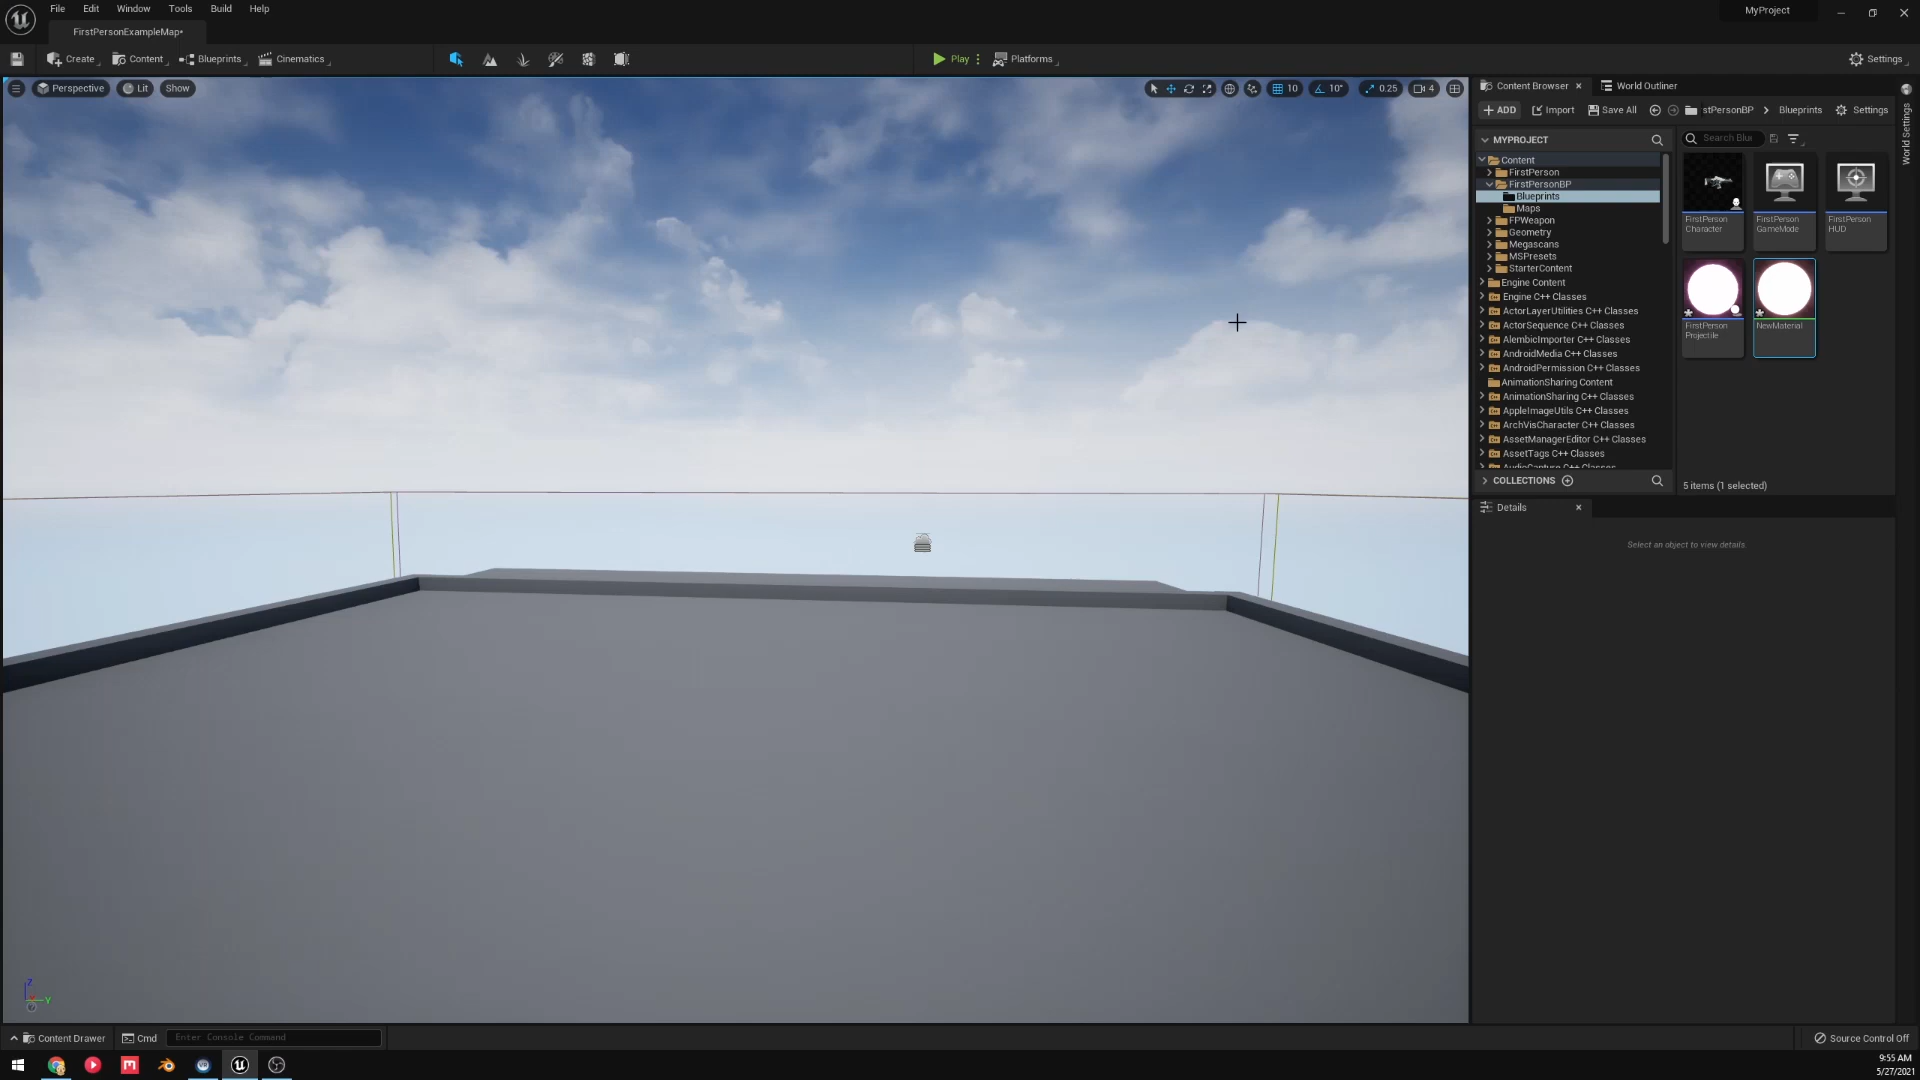 File Edit Window Tools Build Help
MyProject
FirstPersonExampleMap*
Create Content Blueprints Cinematics Play Platforms Settings
Perspective Lit Show 10 10° 0.25 4
Content Browser World Outliner
ADD Import Save All stPersonBP Blueprints Settings
World Settings
MYPROJECT
Search Blu
Content
FirstPerson
FirstPersonBP
Blueprints
Maps
FPWeapon
Geometry
Megascans
MSPresets
StarterContent
Engine Content
Engine C++ Classes
ActorLayerUtilities C++ Classes
ActorSequence C++ Classes
AlembicImporter C++ Classes
AndroidMedia C++ Classes
AndroidPermission C++ Classes
AnimationSharing Content
AnimationSharing C++ Classes
AppleImageUtils C++ Classes
ArchVisCharacter C++ Classes
AssetManagerEditor C++ Classes
AssetTags C++ Classes
AudioCapture C++ Classes
COLLECTIONS
FirstPerson
Character
FirstPerson
GameMode
FirstPerson
HUD
FirstPerson
Projectile
NewMaterial
5 items (1 selected)
Details
Select an object to view details.
Z
Y
Content Drawer Cmd Enter Console Command
Source Control Off
9:55 AM
5/27/2021